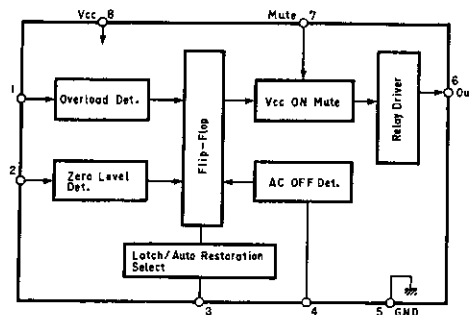 Vcc 8
Mute 7
1
Overload Det.
Flip-Flop
Vcc ON Mute
Relay Driver
6
Ou
2
Zero Level
Det.
AC OFF Det.
Latch/Auto Restoration
Select
3
4
5 GND